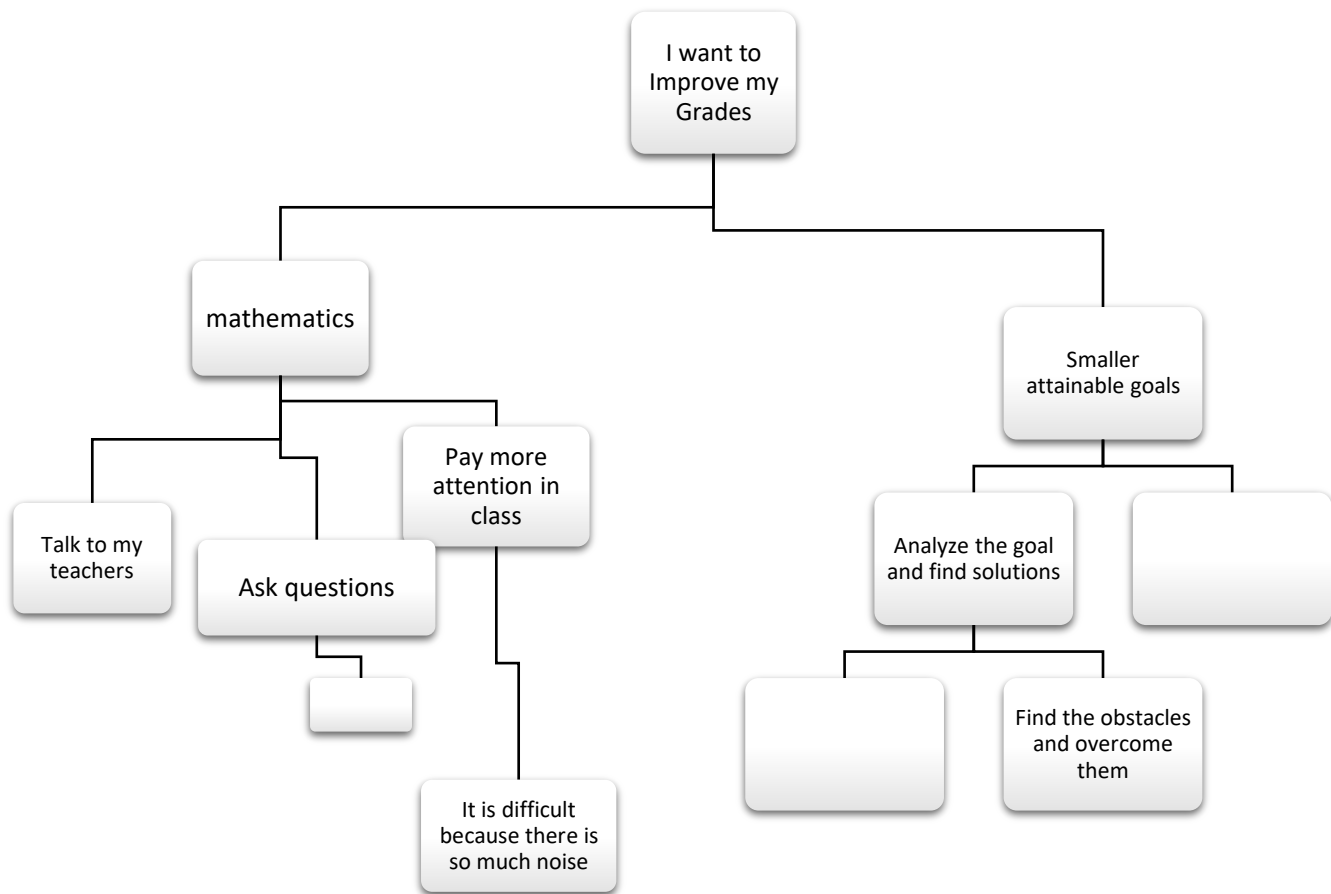 I want to
Improve my
Grades
mathematics
Smaller
attainable goals
Pay more
attention in
class
Talk to my
teachers
Ask questions
Analyze the goal
and find solutions
Find the obstacles
and overcome
them
It is difficult
because there is
so much noise